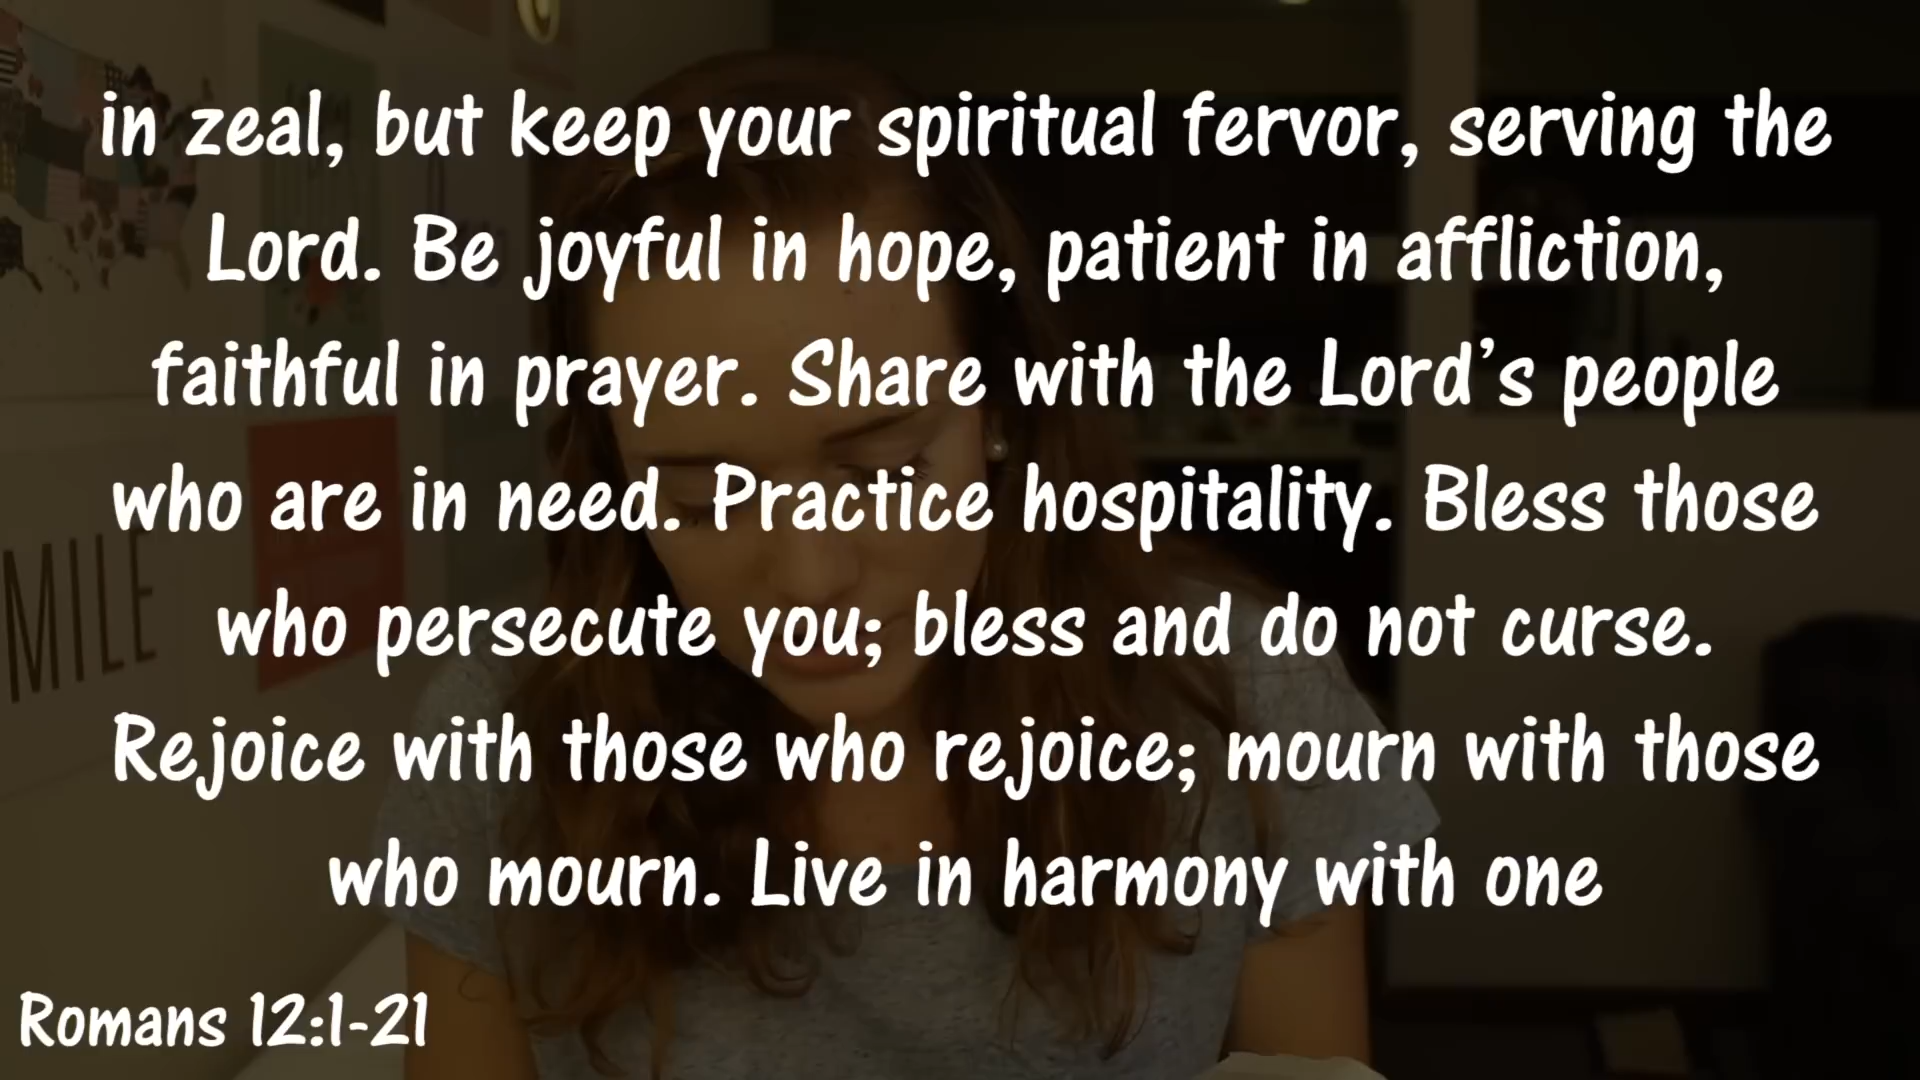 in zeal, but keep your spiritual fervor, serving the
Lord. Be joyful in hope, patient in affliction,
faithful in prayer. Share with the Lord’s people
who are in need. Practice hospitality. Bless those
who persecute you; bless and do not curse.
Rejoice with those who rejoice; mourn with those
who mourn. Live in harmony with one
Romans 12:1-21
MILE